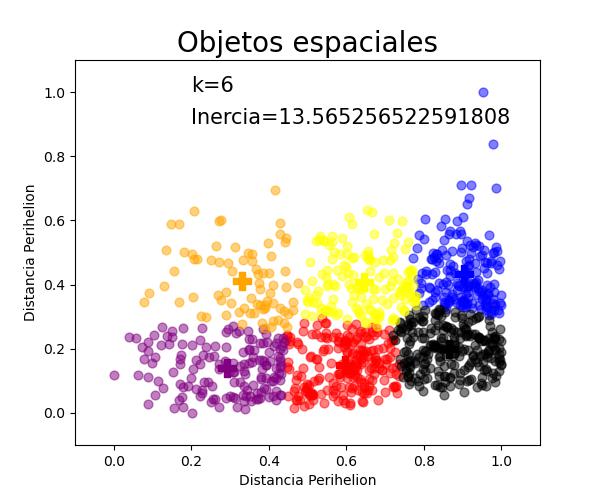 Objetos espaciales
k=6
Inercia=13.565256522591808
Distancia Perihelion
1.0
0.8
0.6
0.4
0.2
0.0
0.0 0.2 0.4 0.6 0.8 1.0
Distancia Perihelion